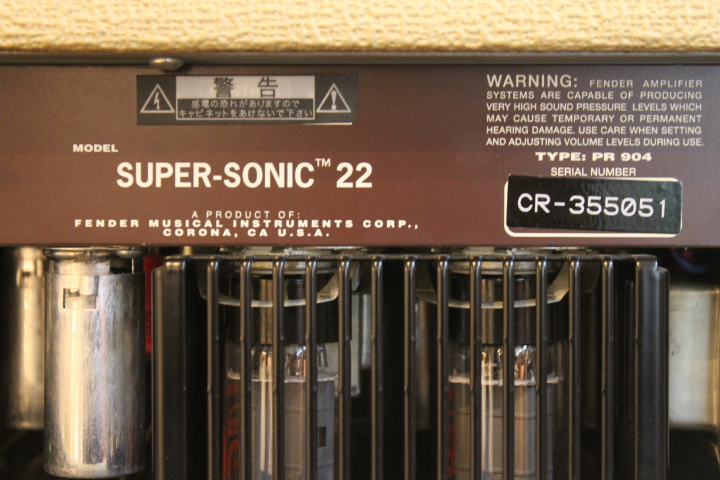 警告
感電の恐れがありますので
キャビネットをあけないで下さい
WARNING: FENDER AMPLIFIER
SYSTEMS ARE CAPABLE OF PRODUCING
VERY HIGH SOUND PRESSURE LEVELS WHICH
MAY CAUSE TEMPORARY OR PERMANENT
HEARING DAMAGE. USE CARE WHEN SETTING
AND ADJUSTING VOLUME LEVELS DURING USE.
TYPE: PR 904
SERIAL NUMBER
CR-355051
MODEL
SUPER-SONIC™ 22
A PRODUCT OF:
FENDER MUSICAL INSTRUMENTS CORP.,
CORONA, CA U.S.A.